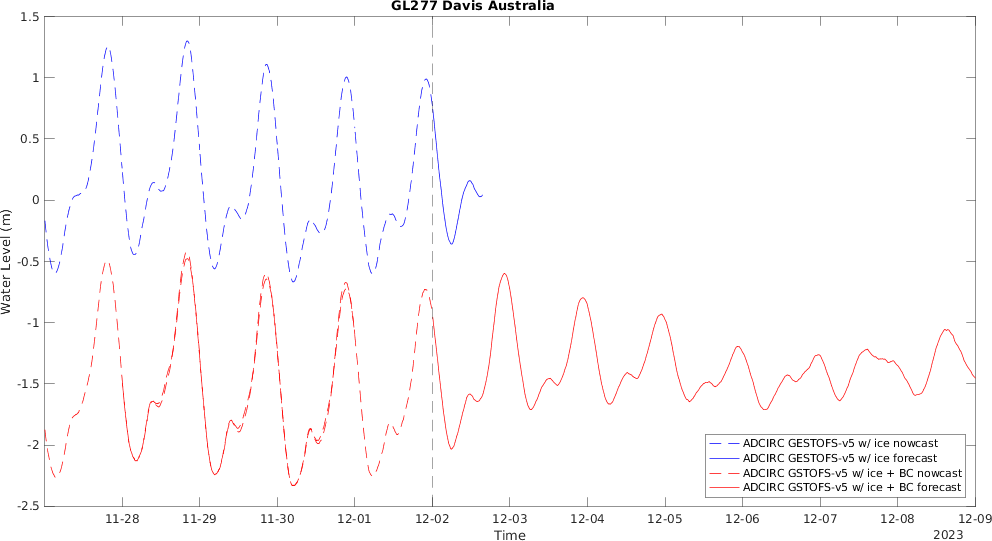 GL277 Davis Australia
1.5
1
0.5
0
-0.5
-1
-1.5
-2
-2.5
Water Level (m)
ADCIRC GESTOFS-v5 w/ ice nowcast
ADCIRC GESTOFS-v5 w/ ice forecast
ADCIRC GSTOFS-v5 w/ ice + BC nowcast
ADCIRC GSTOFS-v5 w/ ice + BC forecast
11-28 11-29 11-30 12-01 12-02 12-03 12-04 12-05 12-06 12-07 12-08 12-09
Time
2023